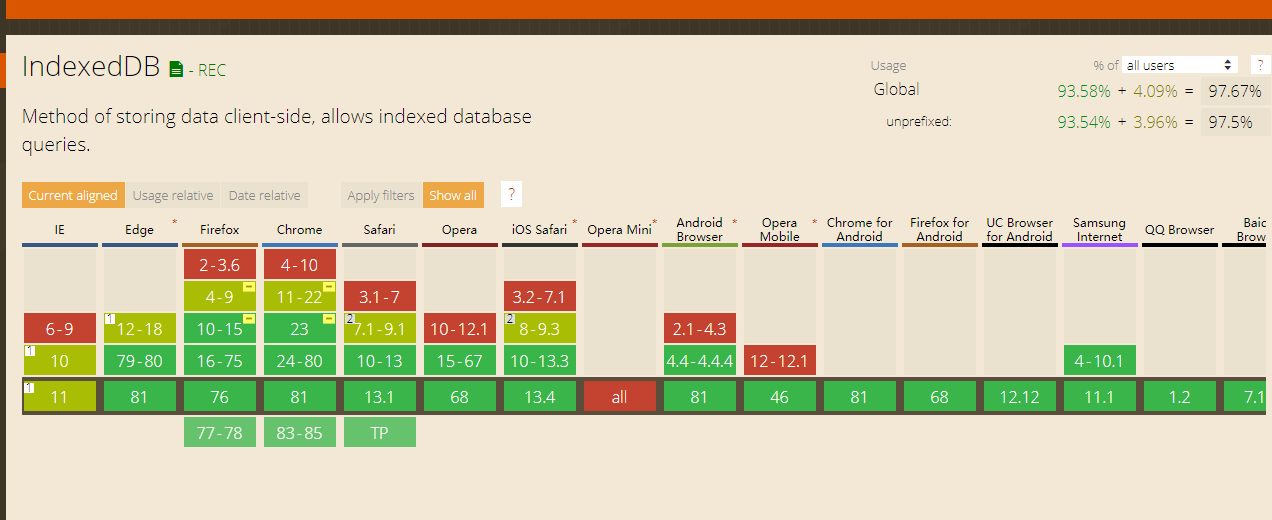 IndexedDB - REC
Usage % of all users ?
Global 93.58% + 4.09% = 97.67%
unprefixed: 93.54% + 3.96% = 97.5%
Method of storing data client-side, allows indexed database
queries.
Current aligned Usage relative Date relative Apply filters Show all ?
IE Edge * Firefox Chrome Safari Opera iOS Safari * Opera Mini * Android Browser * Opera Mobile * Chrome for Android Firefox for Android UC Browser for Android Samsung Internet QQ Browser Baid Brow
2-3.6 4-10
4-9 11-22 3.1-7 3.2-7.1
6-9 1 12-18 10-15 23 2 7.1-9.1 10-12.1 2 8-9.3 2.1-4.3
1 10 79-80 16-75 24-80 10-13 15-67 10-13.3 4.4-4.4.4 12-12.1 4-10.1
1 11 81 76 81 13.1 68 13.4 all 81 46 81 68 12.12 11.1 1.2 7.1
77-78 83-85 TP